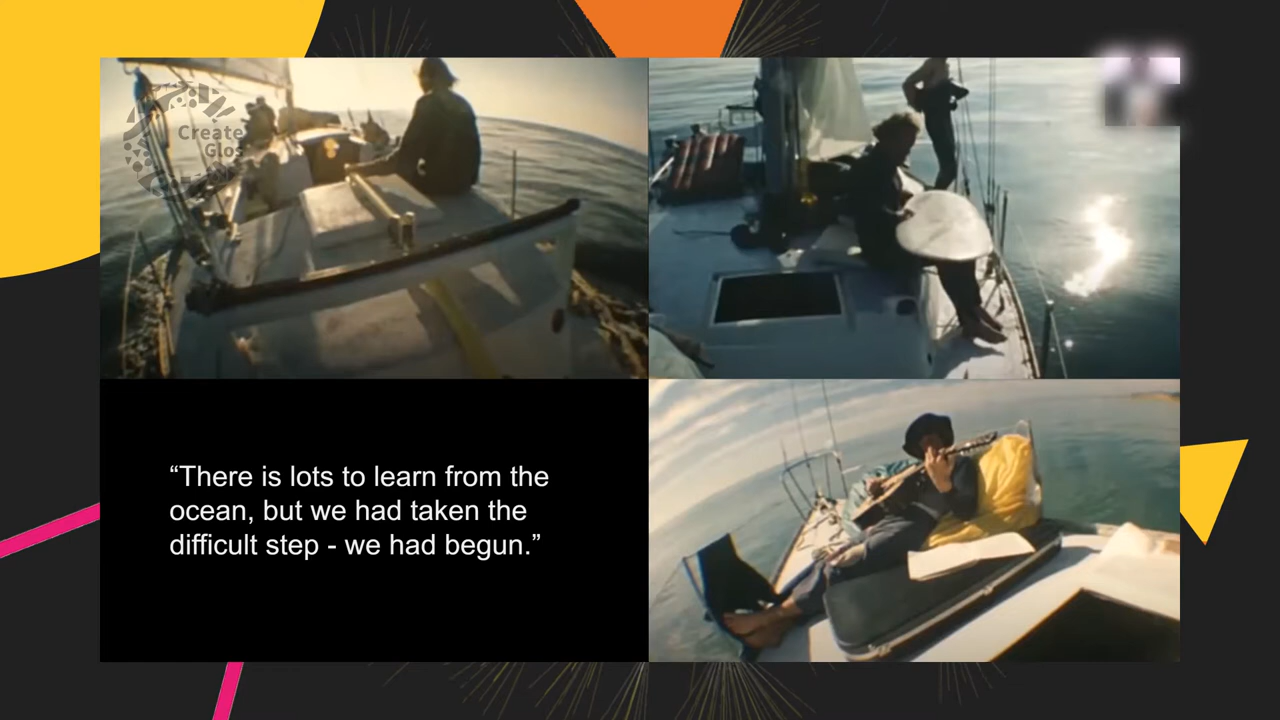 Create
Glos
“There is lots to learn from the
ocean, but we had taken the
difficult step - we had begun.”